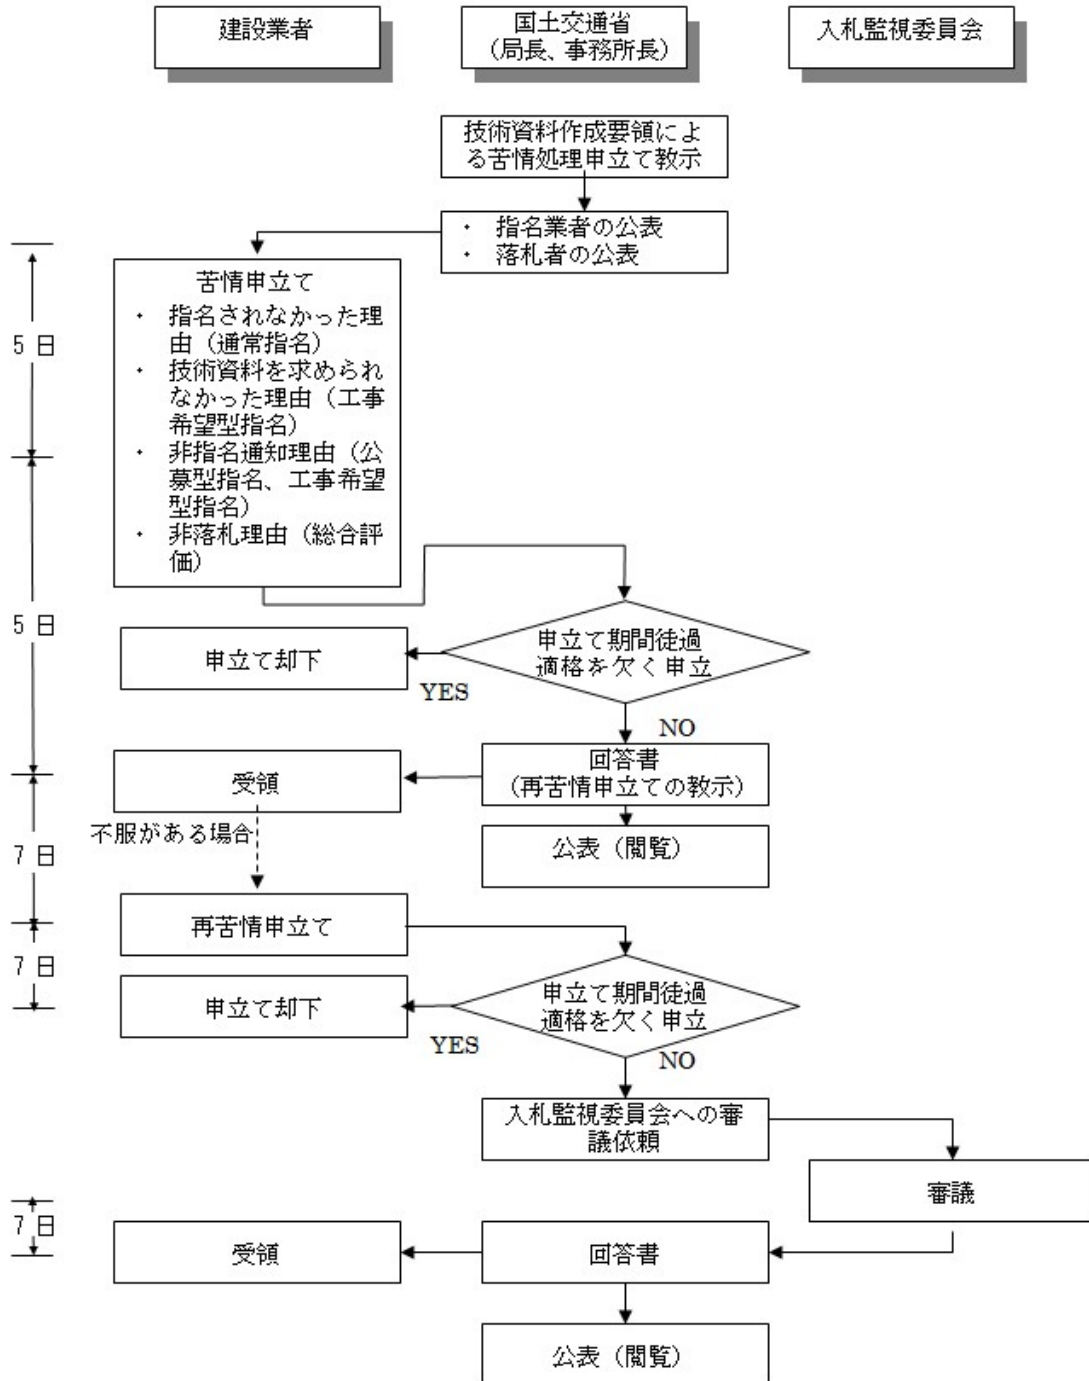 建設業者
国土交通省
(局長、事務所長)
入札監視委員会
技術資料作成要領によ
る苦情処理申立て教示
・ 指名業者の公表
・ 落札者の公表
苦情申立て
・ 指名されなかった理
由（通常指名）
・ 技術資料を求められ
なかった理由（工事
希望型指名）
・ 非指名通知理由（公
募型指名、工事希望
型指名）
・ 非落札理由（総合評
価）
5 日
5 日
申立て期間徒過
適格を欠く申立
申立て却下
YES
NO
回答書
（再苦情申立ての教示）
受領
不服がある場合
7 日
公表（閲覧）
再苦情申立て
7 日
申立て期間徒過
適格を欠く申立
申立て却下
YES
NO
入札監視委員会への審
議依頼
審議
7 日
受領
回答書
公表（閲覧）